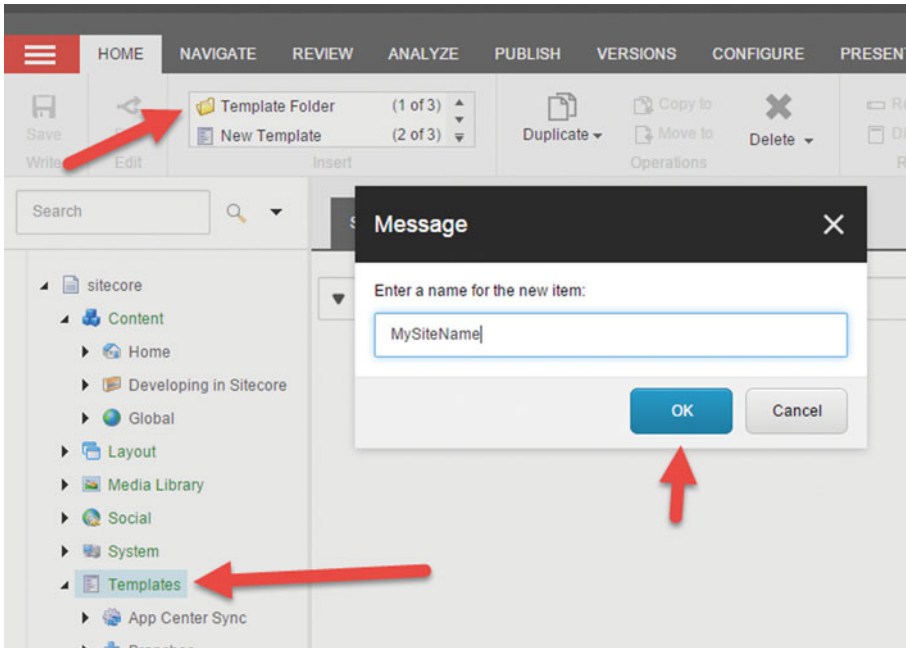 HOME NAVIGATE REVIEW ANALYZE PUBLISH VERSIONS CONFIGURE PRESEN
Template Folder (1 of 3)
New Template (2 of 3)
Save
Write
Edit
Insert
Duplicate
Copy to
Move to
Operations
Delete
Search
Message
Enter a name for the new item:
MySiteName
OK Cancel
sitecore
Content
Home
Developing in Sitecore
Global
Layout
Media Library
Social
System
Templates
App Center Sync